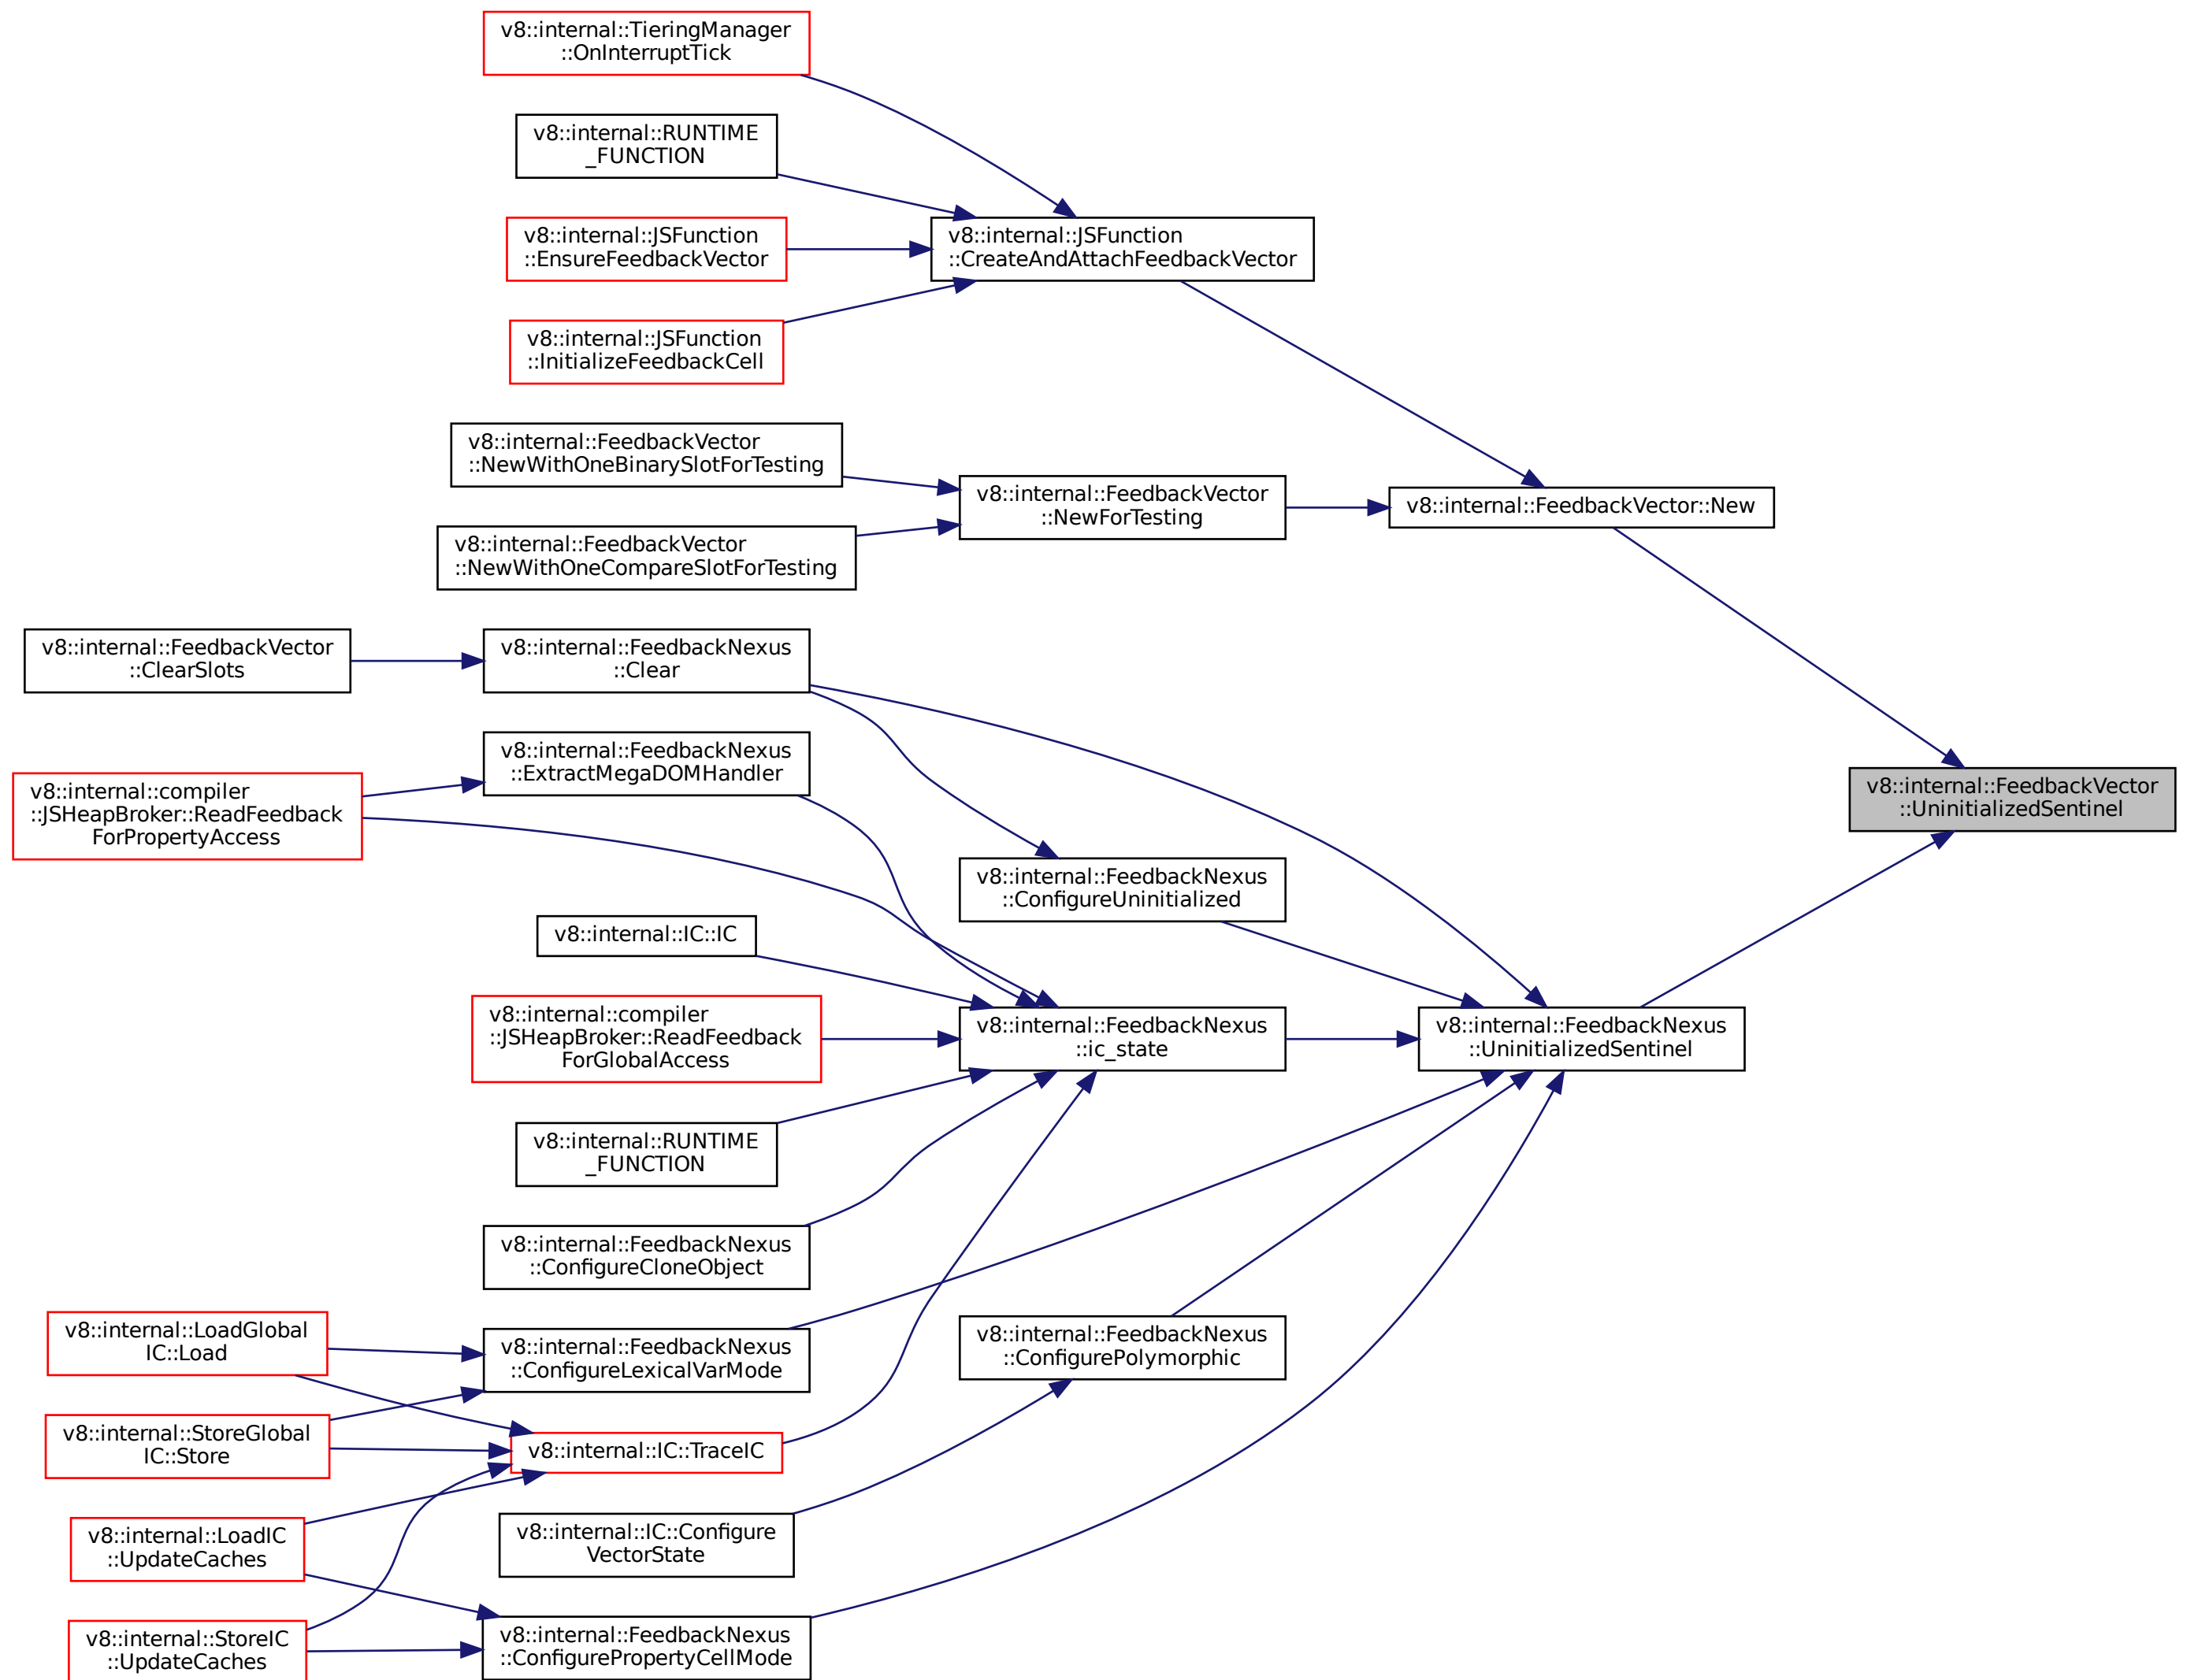 v8::internal::TieringManager
::OnInterruptTick
v8::internal::RUNTIME
_FUNCTION
v8::internal::JSFunction
::EnsureFeedbackVector
v8::internal::JSFunction
::CreateAndAttachFeedbackVector
v8::internal::JSFunction
::InitializeFeedbackCell
v8::internal::FeedbackVector
::NewWithOneBinarySlotForTesting
v8::internal::FeedbackVector
::NewForTesting
v8::internal::FeedbackVector::New
v8::internal::FeedbackVector
::NewWithOneCompareSlotForTesting
v8::internal::FeedbackVector
::ClearSlots
v8::internal::FeedbackNexus
::Clear
v8::internal::FeedbackNexus
::ExtractMegaDOMHandler
v8::internal::compiler
::JSHeapBroker::ReadFeedback
ForPropertyAccess
v8::internal::FeedbackVector
::UninitializedSentinel
v8::internal::FeedbackNexus
::ConfigureUninitialized
v8::internal::IC::IC
v8::internal::compiler
::JSHeapBroker::ReadFeedback
ForGlobalAccess
v8::internal::FeedbackNexus
::ic_state
v8::internal::FeedbackNexus
::UninitializedSentinel
v8::internal::RUNTIME
_FUNCTION
v8::internal::FeedbackNexus
::ConfigureCloneObject
v8::internal::LoadGlobal
IC::Load
v8::internal::FeedbackNexus
::ConfigureLexicalVarMode
v8::internal::FeedbackNexus
::ConfigurePolymorphic
v8::internal::StoreGlobal
IC::Store
v8::internal::IC::TraceIC
v8::internal::LoadIC
::UpdateCaches
v8::internal::IC::Configure
VectorState
v8::internal::StoreIC
::UpdateCaches
v8::internal::FeedbackNexus
::ConfigurePropertyCellMode